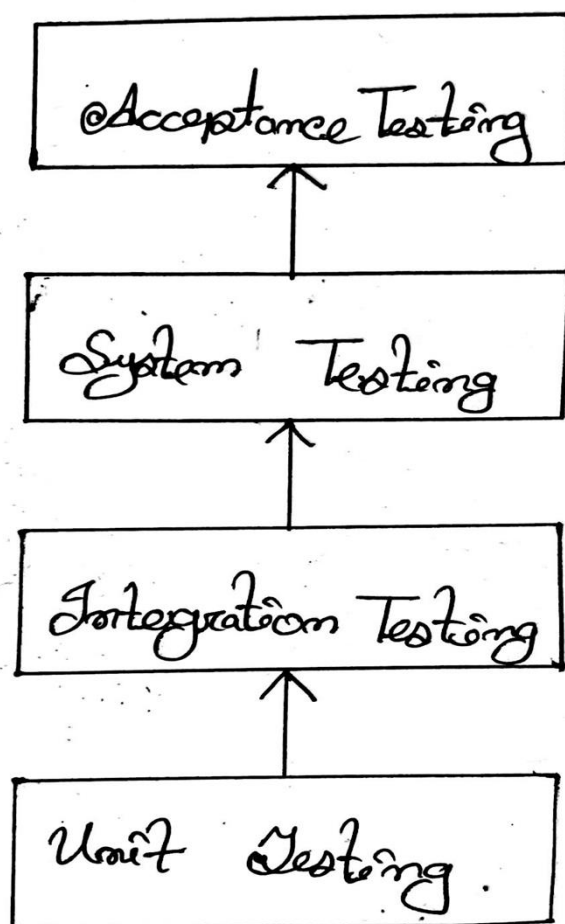 Acceptance Testing
System Testing
Integration Testing
Unit Testing.